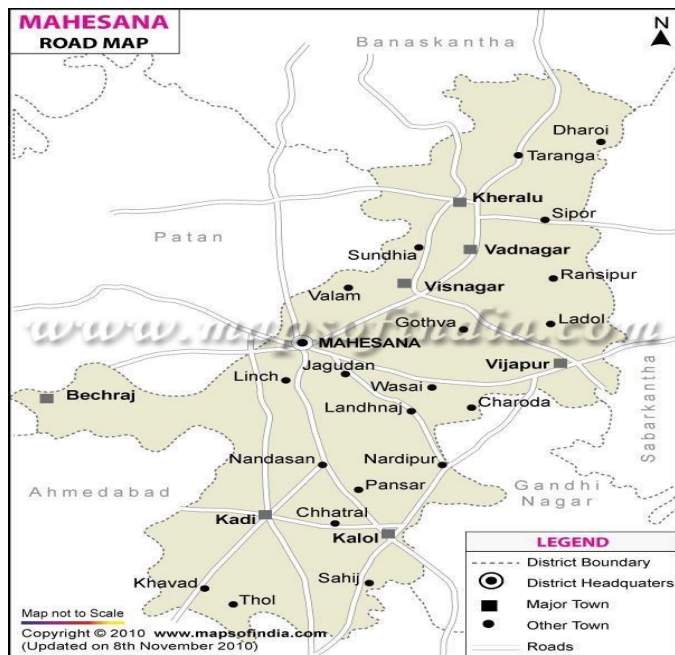 MAHESANA
ROAD MAP
N
Banaskantha
Dharoi
Taranga
Kheralu
Sipor
Patan
Sundhia
Vadnagar
Visnagar
Ransipur
Valam
Gothva
Ladol
www.mapsofindia.com
MAHESANA
Jagudan
Vijapur
Linch
Wasai
Bechraj
Landhnaj
Charoda
Sabarkantha
Nandasan
Nardipur
Ahmedabad
Pansar
Gandhi
Nagar
Kadi
Chhatral
Kalol
LEGEND
District Boundary
District Headquaters
Major Town
Other Town
Roads
Khavad
Sahij
Thol
Map not to Scale
Copyright © 2010 www.mapsofindia.com
(Updated on 8th November 2010)